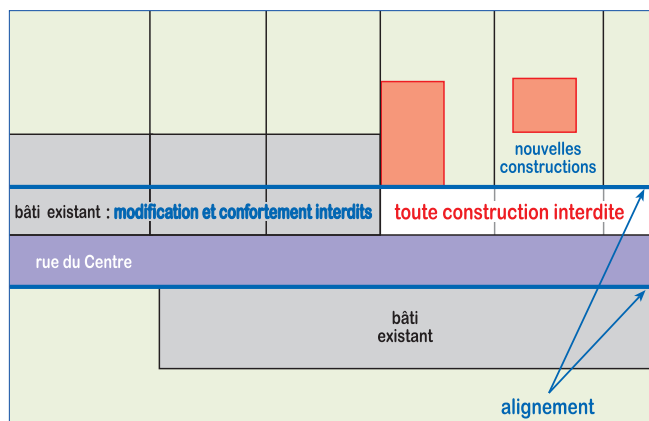 nouvelles
constructions
bâti existant : modification et confortement interdits
toute construction interdite
rue du Centre
bâti
existant
alignement